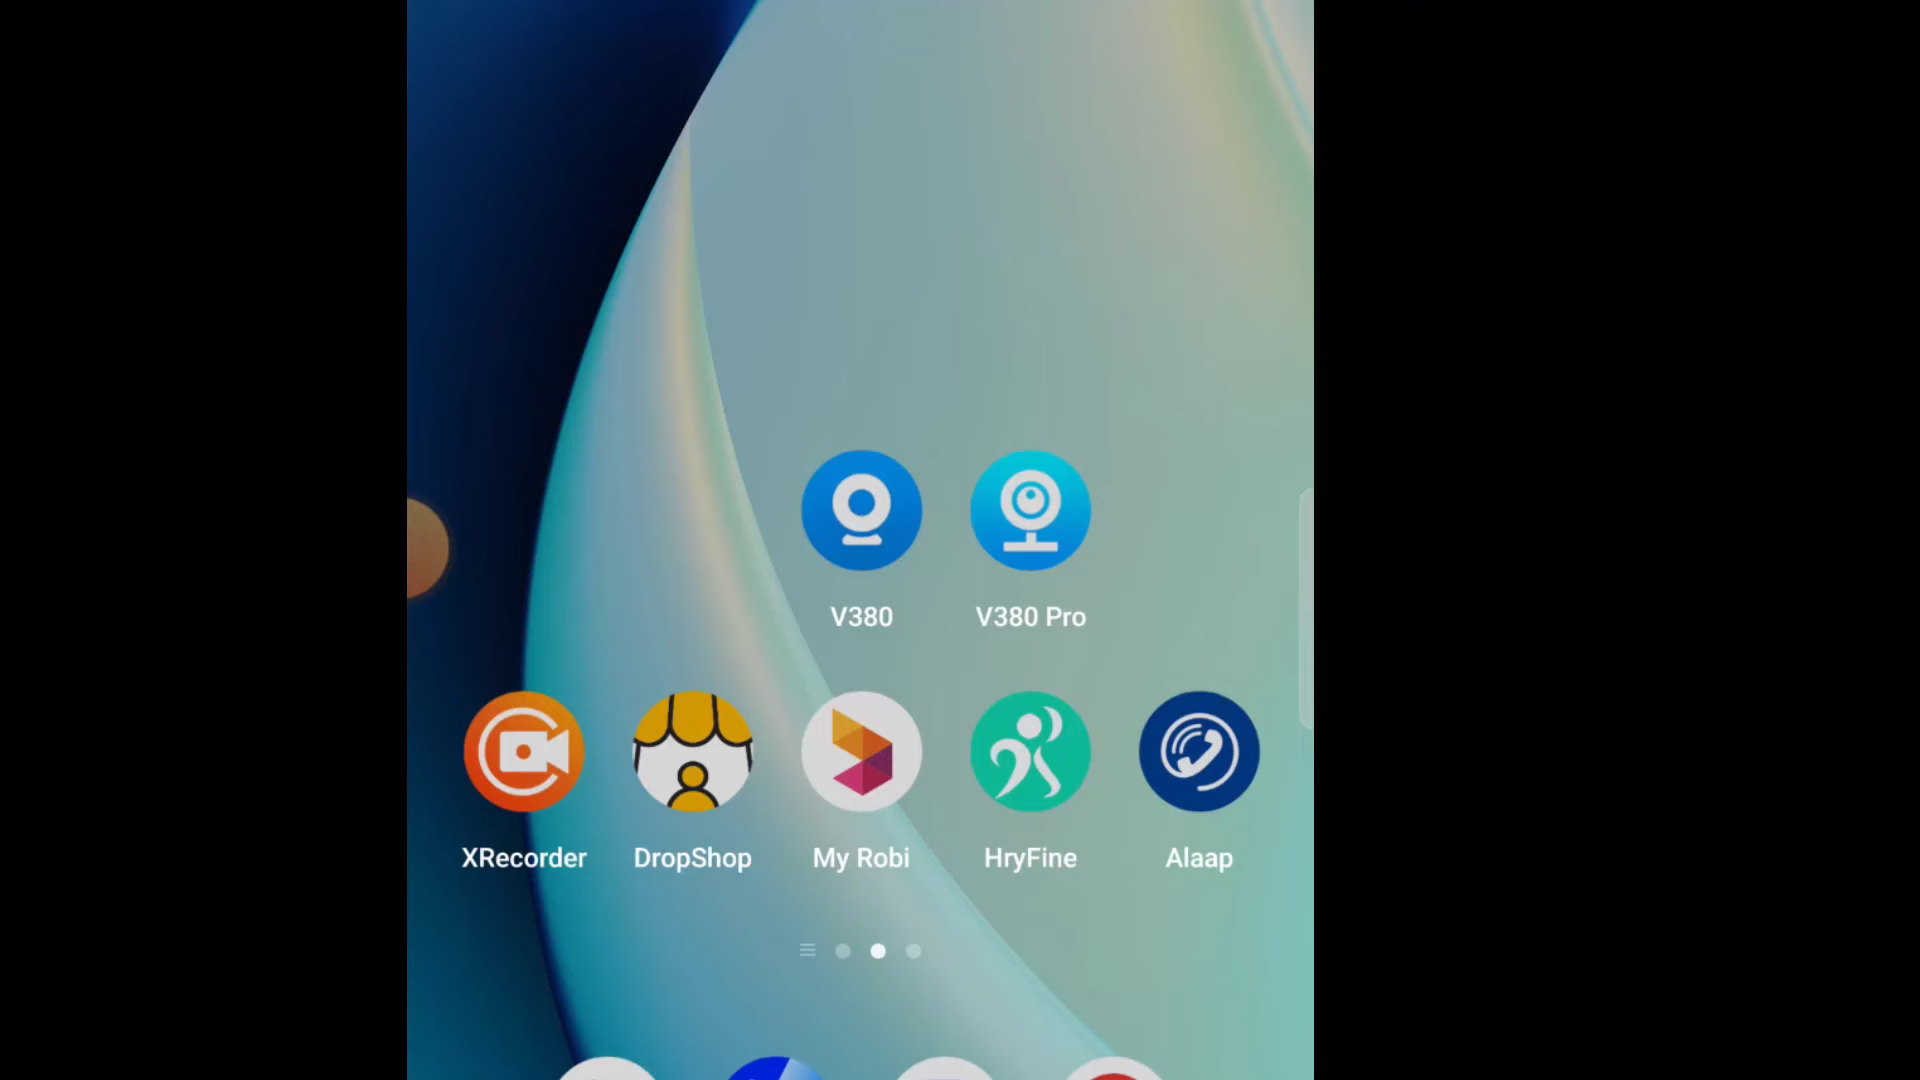 V380
V380 Pro
XRecorder
DropShop
My Robi
HryFine
Alaap